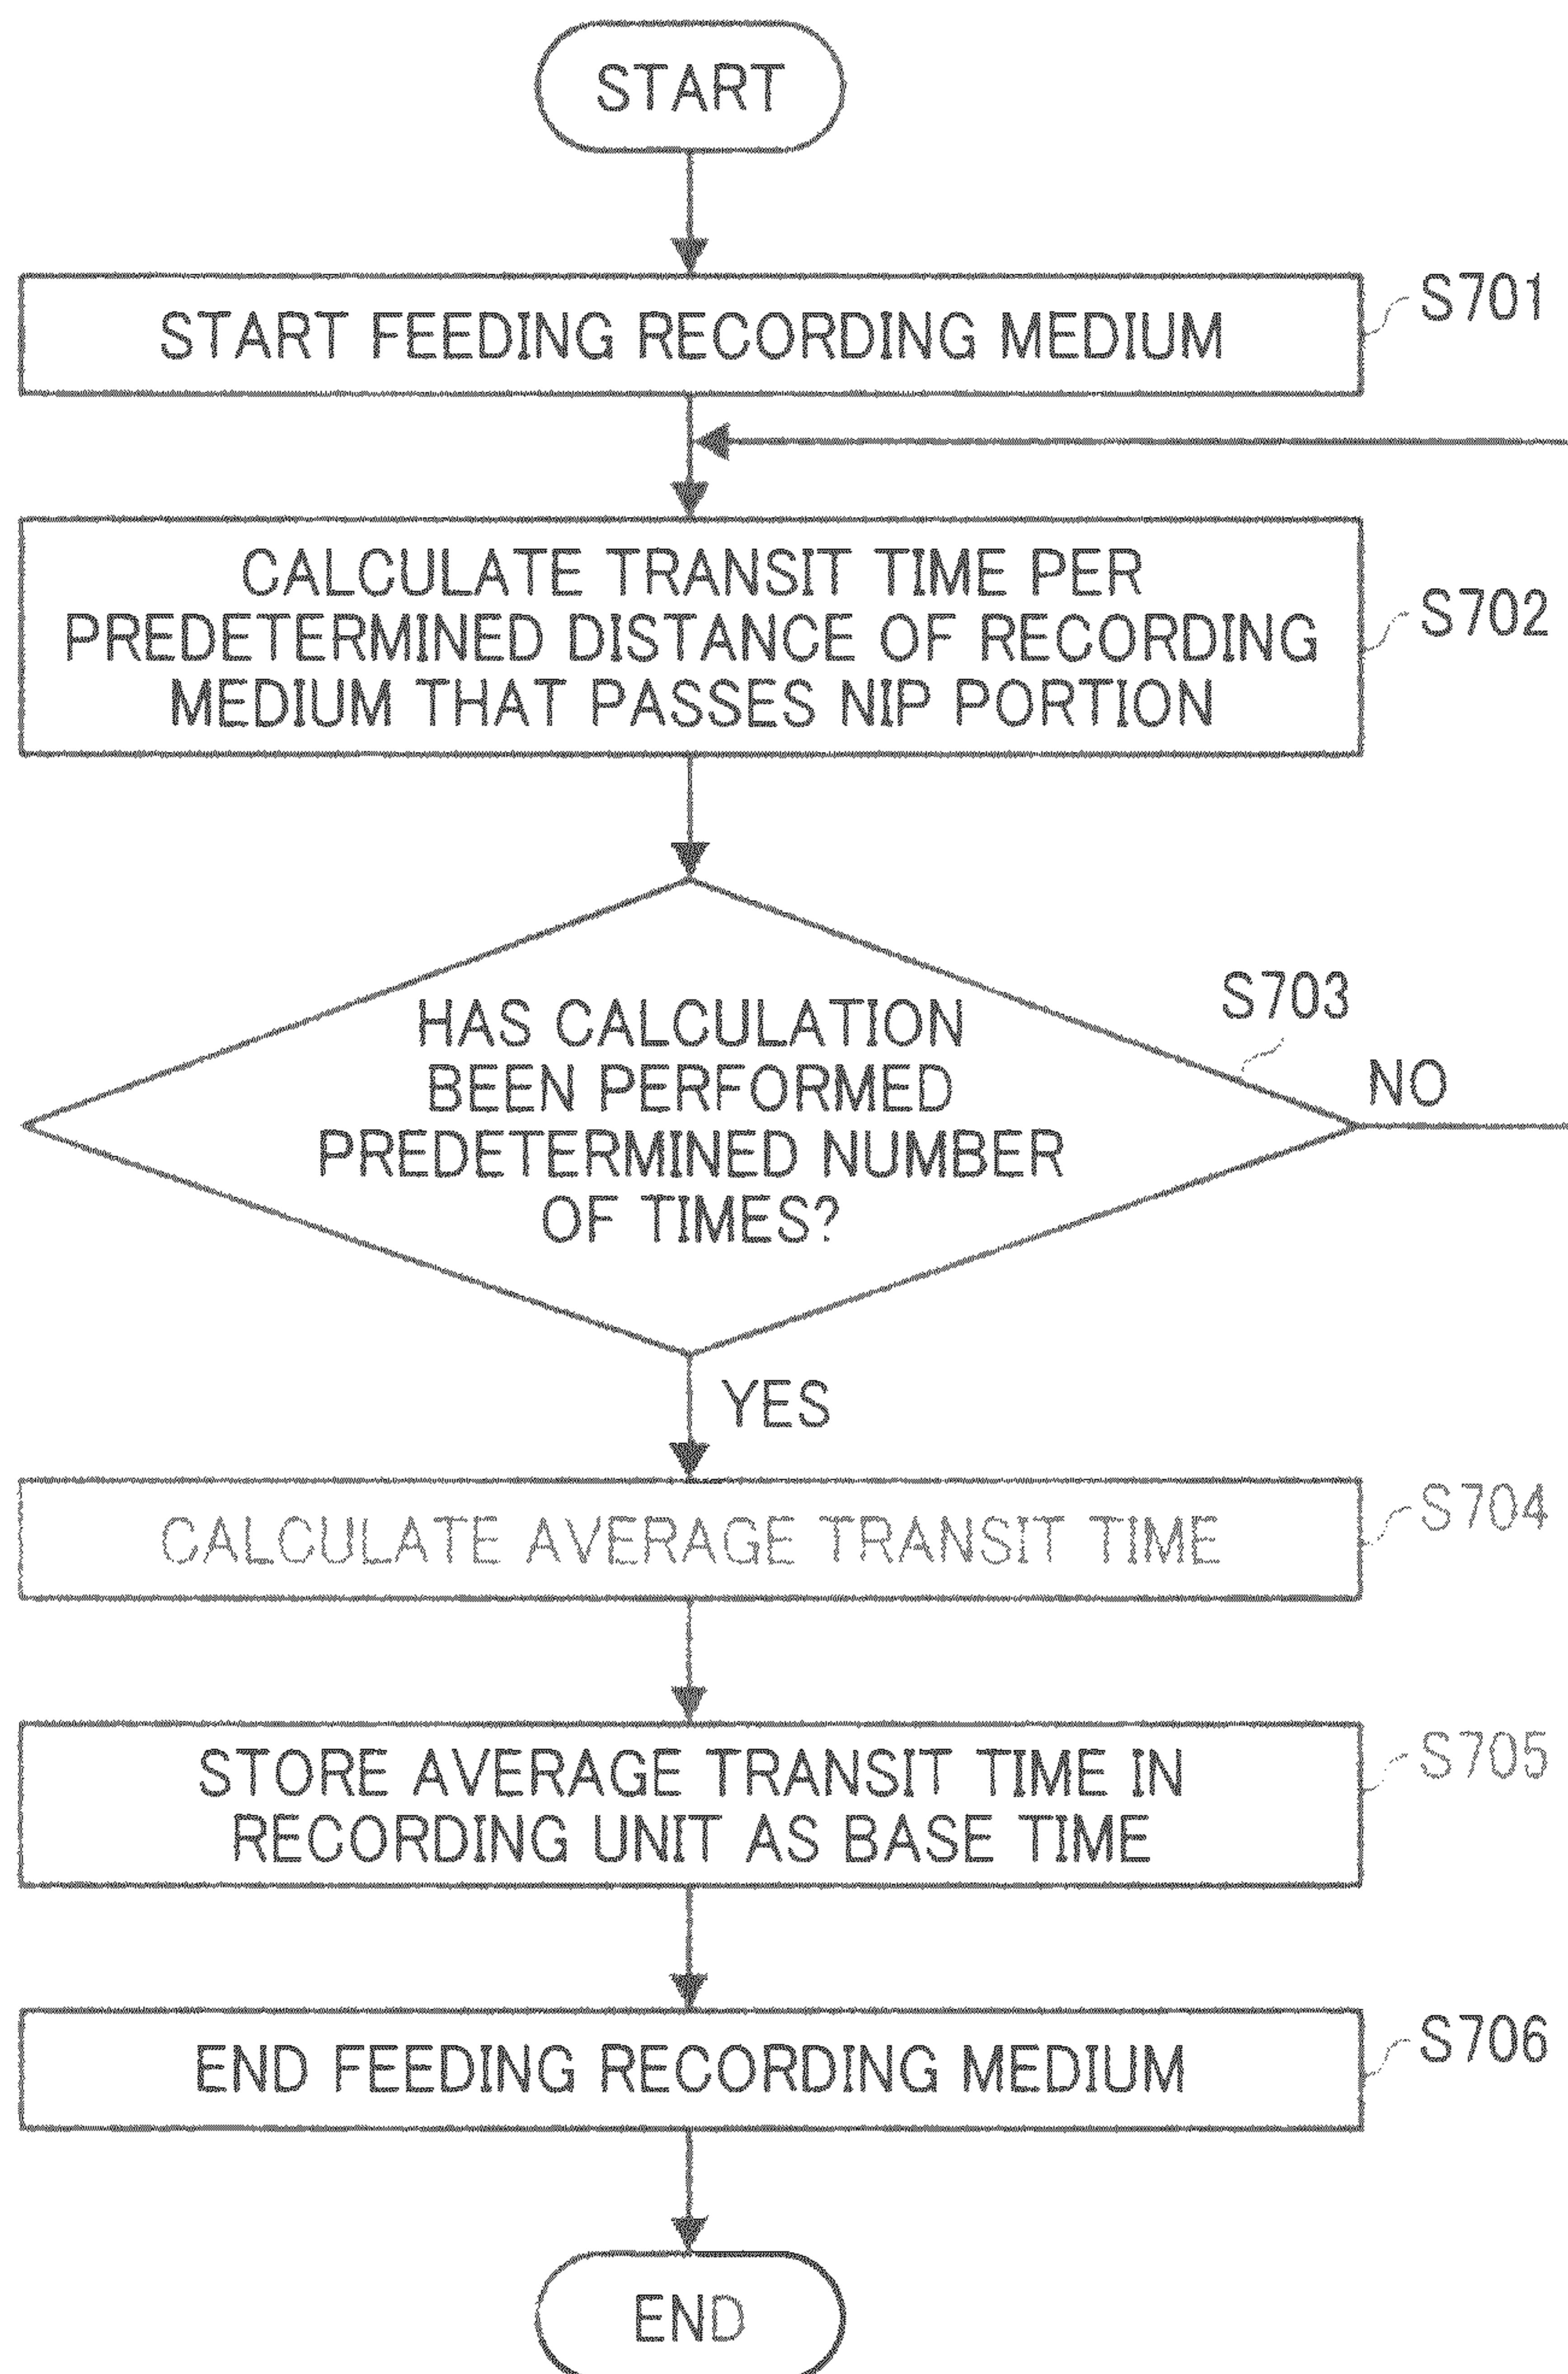 START
START FEEDING RECORDING MEDIUM
S701
CALCULATE TRANSIT TIME PER
PREDETERMINED DISTANCE OF RECORDING
MEDIUM THAT PASSES NIP PORTION
S702
HAS CALCULATION
BEEN PERFORMED
PREDETERMINED NUMBER
OF TIMES?
S703
NO
YES
CALCULATE AVERAGE TRANSIT TIME
S704
STORE AVERAGE TRANSIT TIME IN
RECORDING UNIT AS BASE TIME
S705
END FEEDING RECORDING MEDIUM
S706
END